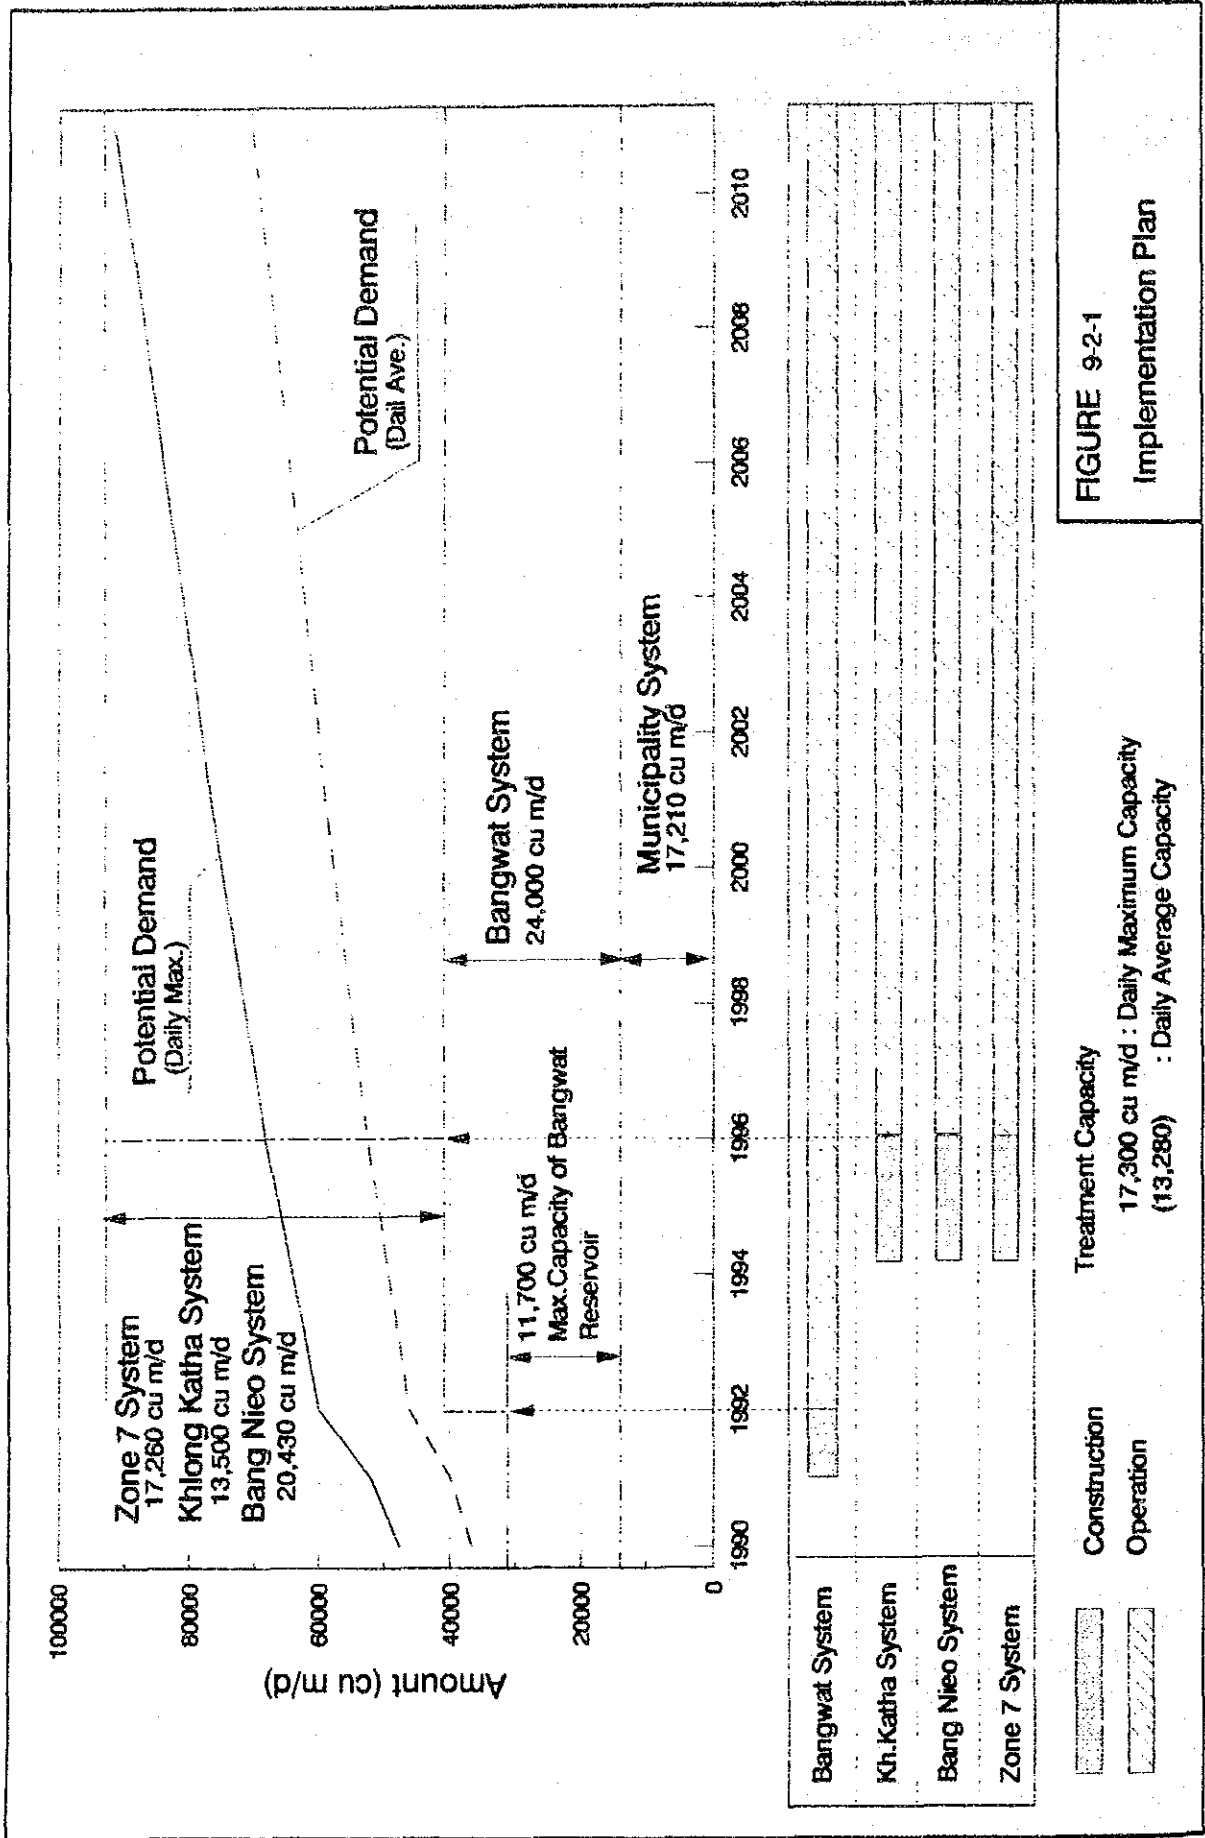 100000
80000
60000
40000
20000
0
Amount (cu m/d)
Zone 7 System
17,260 cu m/d
Khlong Katha System
13,500 cu m/d
Bang Nieo System
20,430 cu m/d
Potential Demand
(Daily Max.)
Potential Demand
(Dail Ave.)
11,700 cu m/d
Max.Capacity of Bangwat
Reservoir
Bangwat System
24,000 cu m/d
Municipality System
17,210 cu m/d
1990
1992
1994
1996
1998
2000
2002
2004
2006
2008
2010
Bangwat System
Kh.Katha System
Bang Nieo System
Zone 7 System
Construction
Operation
Treatment Capacity
17,300 cu m/d : Daily Maximum Capacity
(13,280) : Daily Average Capacity
FIGURE 9-2-1
Implementation Plan